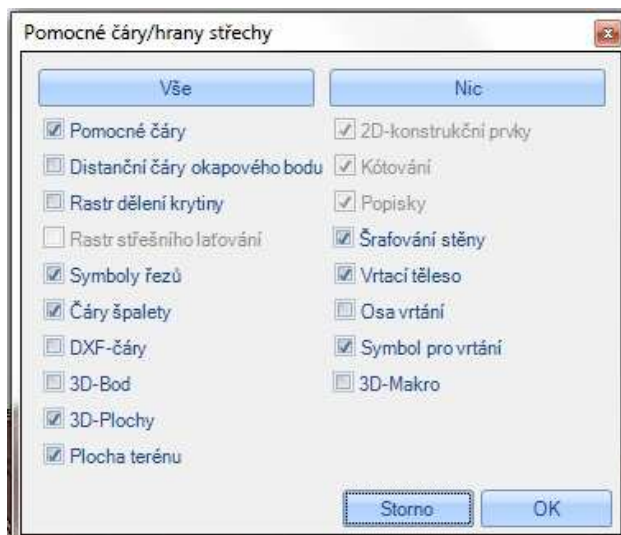 Pomocné čáry/hrany střechy
Vše
Nic
Pomocné čáry
Distanční čáry okapového bodu
Rastr dělení krytiny
Rastr střešního laťování
Symboly řezů
Čáry špalety
DXF-čáry
3D-Bod
3D-Plochy
Plocha terénu
2D-konstrukční prvky
Kótování
Popisky
Šrafování stěny
Vrtací těleso
Osa vrtání
Symbol pro vrtání
3D-Makro
Storno
OK